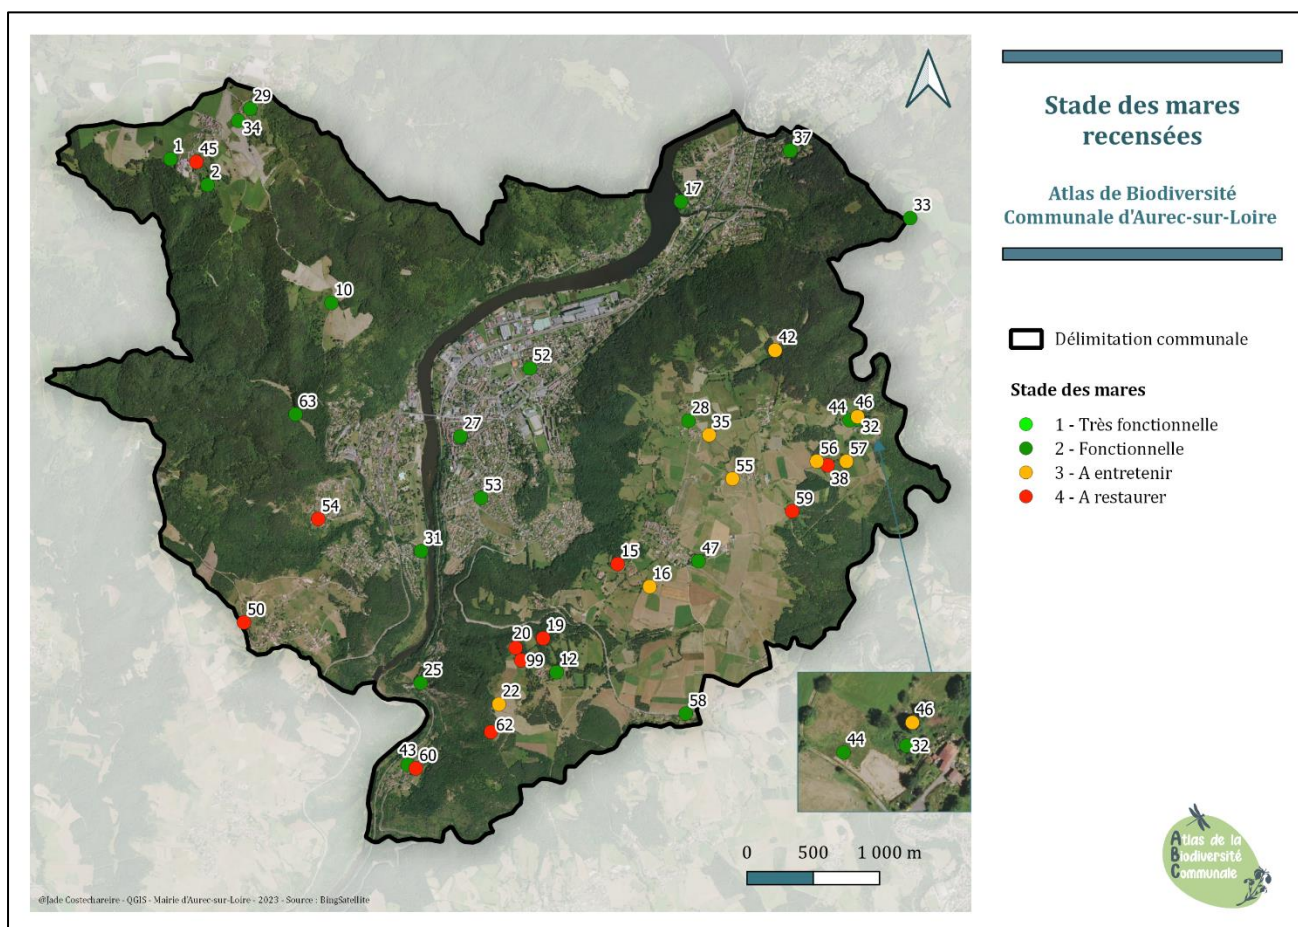 Stade des mares
recensées
Atlas de Biodiversité
Communale d'Aurec-sur-Loire
Délimitation communale
Stade des mares
1 - Très fonctionnelle
2 - Fonctionnelle
3 - A entretenir
4 - A restaurer
29
34
1
45
2
37
17
33
10
42
52
63
28
35
44
46
32
27
56
57
38
55
53
59
54
31
15
47
16
50
20
19
99
12
25
22
58
62
43
60
46
44
32
0 500 1 000 m
@Jade Costechareire - QGIS - Mairie d'Aurec-sur-Loire - 2023 - Source : BingSatellite
Atlas de la
Biodiversité
Communale